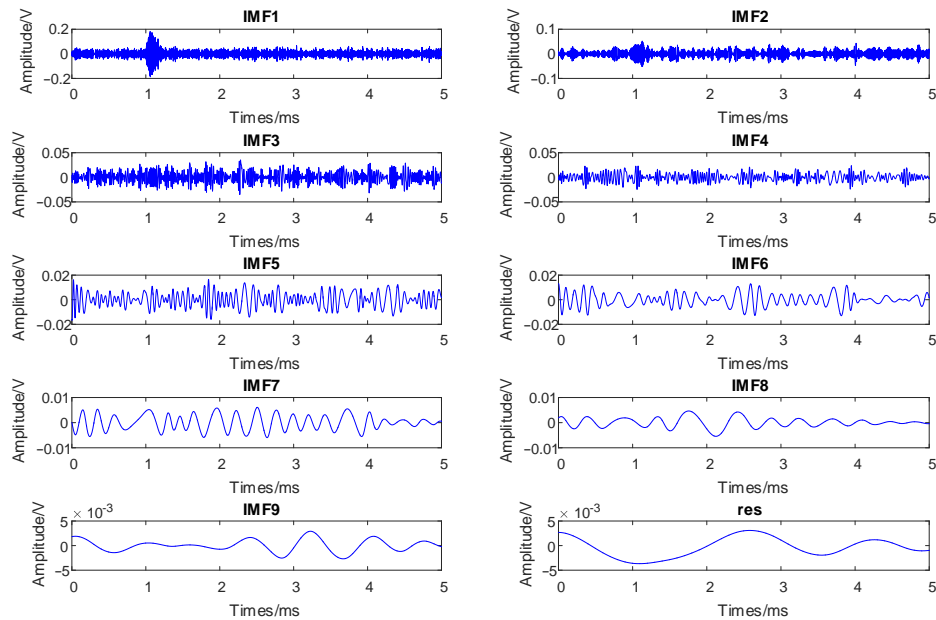 IMF1
Amplitude/V
0.2
0
−0.2
0 1 2 3 4 5
Times/ms
IMF2
Amplitude/V
0.1
0
−0.1
0 1 2 3 4 5
Times/ms
IMF3
Amplitude/V
0.05
0
−0.05
0 1 2 3 4 5
Times/ms
IMF4
Amplitude/V
0.05
0
−0.05
0 1 2 3 4 5
Times/ms
IMF5
Amplitude/V
0.02
0
−0.02
0 1 2 3 4 5
Times/ms
IMF6
Amplitude/V
0.02
0
−0.02
0 1 2 3 4 5
Times/ms
IMF7
Amplitude/V
0.01
0
−0.01
0 1 2 3 4 5
Times/ms
IMF8
Amplitude/V
0.01
0
−0.01
0 1 2 3 4 5
Times/ms
IMF9
Amplitude/V
5 × 10⁻³
0
−5
0 1 2 3 4 5
Times/ms
res
Amplitude/V
5 × 10⁻³
0
−5
0 1 2 3 4 5
Times/ms